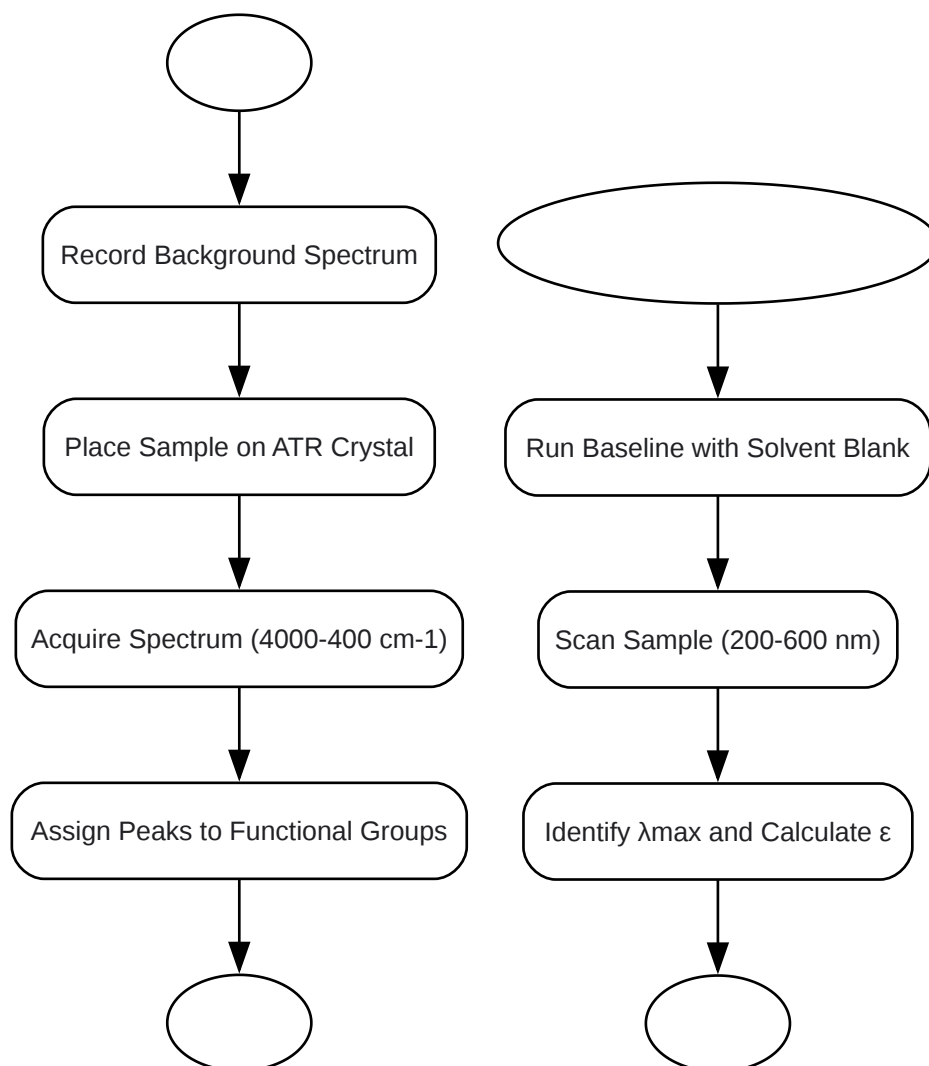 Record Background Spectrum
Place Sample on ATR Crystal
Acquire Spectrum (4000-400 cm-1)
Assign Peaks to Functional Groups
Run Baseline with Solvent Blank
Scan Sample (200-600 nm)
Identify λmax and Calculate ε